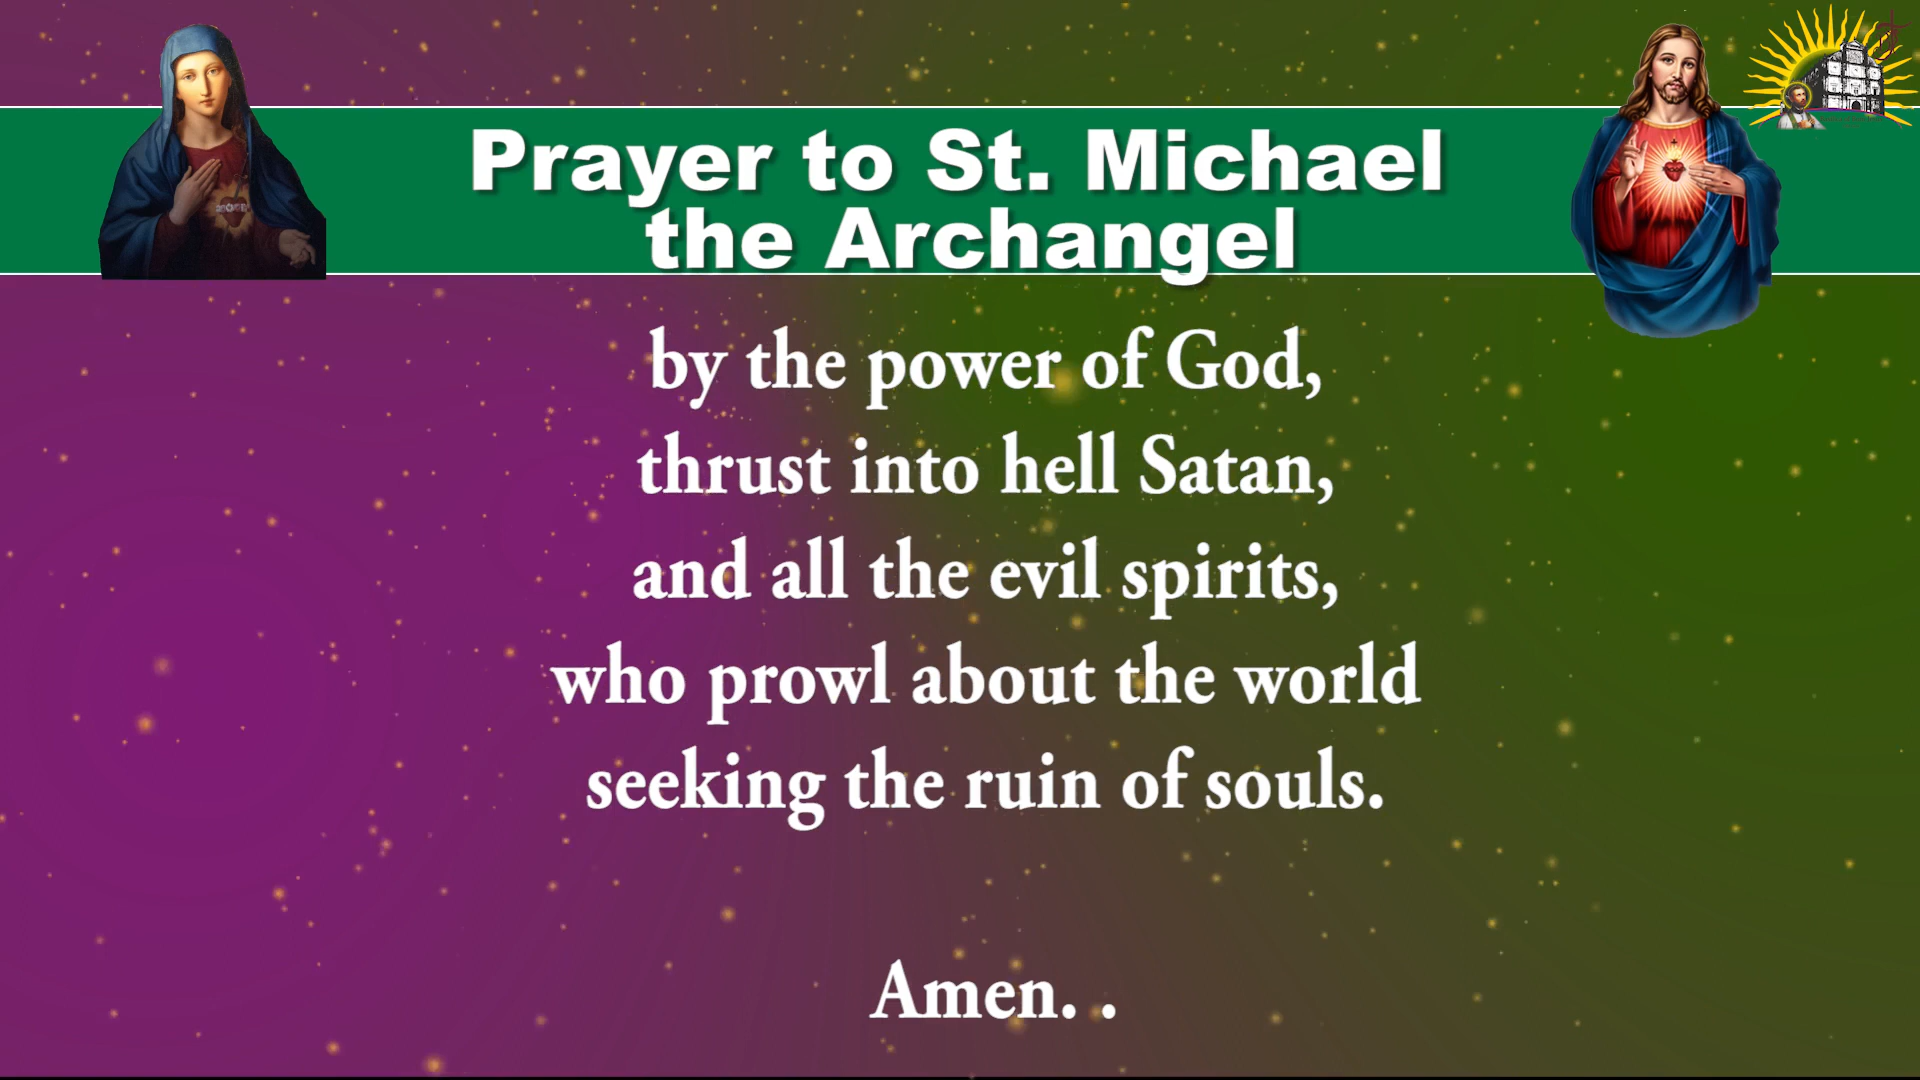 Prayer to St. Michael
the Archangel
by the power of God,
thrust into hell Satan,
and all the evil spirits,
who prowl about the world
seeking the ruin of souls.
Amen. .